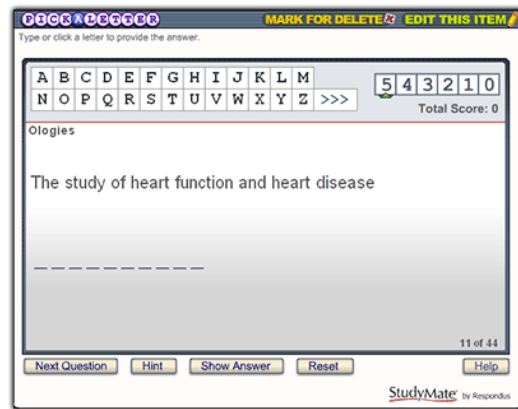 PICKALETTER MARK FOR DELETE EDIT THIS ITEM
Type or click a letter to provide the answer.
A B C D E F G H I J K L M
N O P Q R S T U V W X Y Z >>>
5 4 3 2 1 0
Total Score: 0
Ologies
The study of heart function and heart disease
_ _ _ _ _ _ _ _ _ _
11 of 44
Next Question Hint Show Answer Reset Help
StudyMate by Respondus